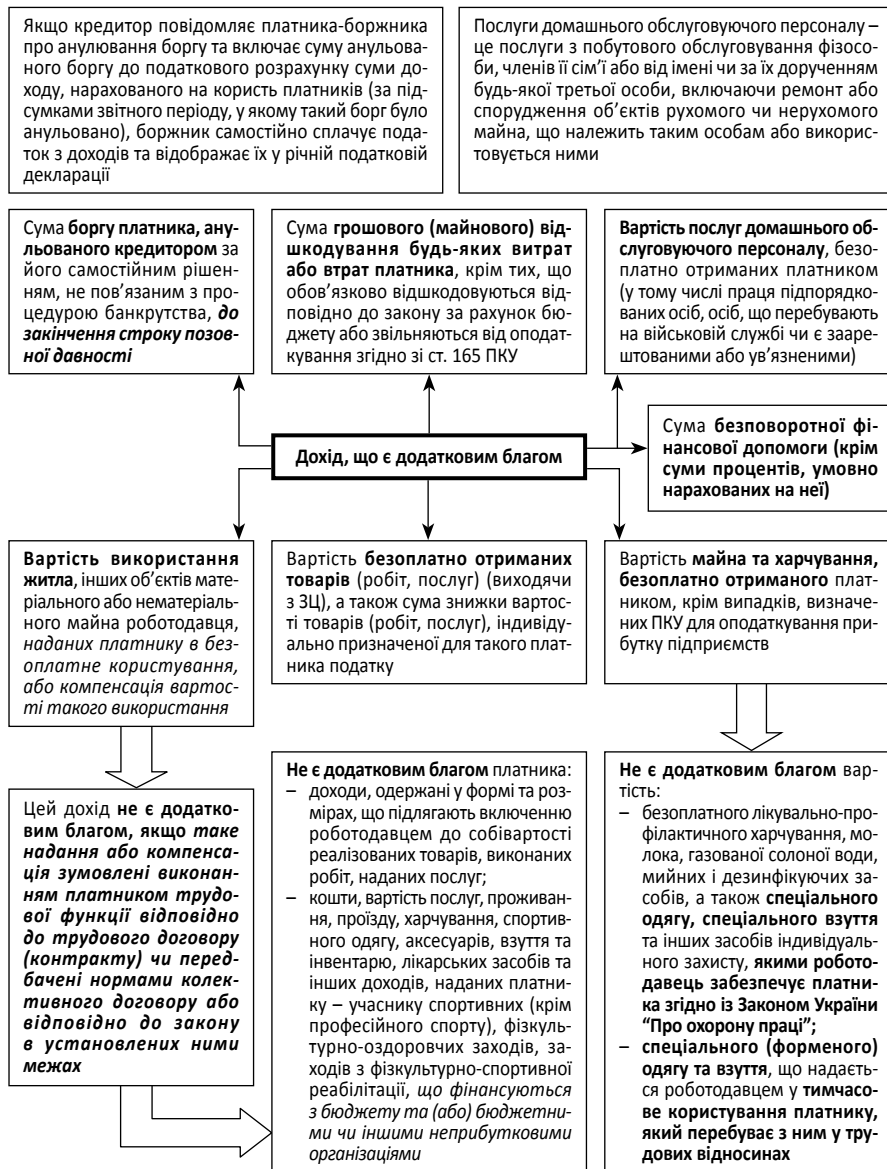 Якщо кредитор повідомляє платника-боржника
про анулювання боргу та включає суму анульова-
ного боргу до податкового розрахунку суми до-
ходу, нарахованого на користь платників (за під-
сумками звітного періоду, у якому такий борг було
анульовано), боржник самостійно сплачує пода-
ток з доходів та відображає їх у річній податковій
декларації
Послуги домашнього обслуговуючого персоналу –
це послуги з побутового обслуговування фізосо-
би, членів її сім’ї або від імені чи за їх дорученням
будь-якої третьої особи, включаючи ремонт або
спорудження об’єктів рухомого чи нерухомого
майна, що належить таким особам або викорис-
товується ними
Сума боргу платника, ану-
льованого кредитором за
його самостійним рішен-
ням, не пов’язаним з про-
цедурою банкрутства, до
закінчення строку позов-
ної давності
Сума грошового (майнового) від-
шкодування будь-яких витрат
або втрат платника, крім тих, що
обов’язково відшкодовуються від-
повідно до закону за рахунок бю-
джету або звільняються від оподат-
кування згідно зі ст. 165 ПКУ
Вартість послуг домашнього об-
слуговуючого персоналу, безо-
платно отриманих платником
(у тому числі праця підпорядко-
ваних осіб, осіб, що перебувають
на військовій службі чи є заареш-
тованими або ув’язненими)
Сума безповоротної фі-
нансової допомоги (крім
суми процентів, умовно
нарахованих на неї)
Дохід, що є додатковим благом
Вартість використання
житла, інших об’єктів мате-
ріального або нематеріаль-
ного майна роботодавця,
наданих платнику в без-
оплатне користування,
або компенсація вартос-
ті такого використання
Вартість безоплатно отриманих
товарів (робіт, послуг) (виходячи
з ЗЦ), а також сума знижки вартос-
ті товарів (робіт, послуг), індивіду-
ально призначеної для такого плат-
ника податку
Вартість майна та харчування,
безоплатно отриманого плат-
ником, крім випадків, визначе-
них ПКУ для оподаткування при-
бутку підприємств
Цей дохід не є додатко-
вим благом, якщо таке
надання або компенса-
ція зумовлені виконан-
ням платником трудо-
вої функції відповідно
до трудового договору
(контракту) чи перед-
бачені нормами колек-
тивного договору або
відповідно до закону
в установлених ними
межах
Не є додатковим благом платника:
– доходи, одержані у формі та роз-
мірах, що підлягають включенню
роботодавцем до собівартості
реалізованих товарів, виконаних
робіт, наданих послуг;
– кошти, вартість послуг, проживан-
ня, проїзду, харчування, спортив-
ного одягу, аксесуарів, взуття та
інвентарю, лікарських засобів та
інших доходів, наданих платни-
ку – учаснику спортивних (крім
професійного спорту), фізкуль-
турно-оздоровчих заходів, за-
ходів з фізкультурно-спортивної
реабілітації, що фінансуються
з бюджету та (або) бюджетни-
ми чи іншими неприбутковими
організаціями
Не є додатковим благом вар-
тість:
– безоплатного лікувально-про-
філактичного харчування, мо-
лока, газованої солоної води,
мийних і дезинфікуючих за-
собів, а також спеціального
одягу, спеціального взуття
та інших засобів індивідуаль-
ного захисту, якими робото-
давець забезпечує платни-
ка згідно із Законом України
“Про охорону праці”;
– спеціального (форменого)
одягу та взуття, що надаєть-
ся роботодавцем у тимчасо-
ве користування платнику,
який перебуває з ним у тру-
дових відносинах